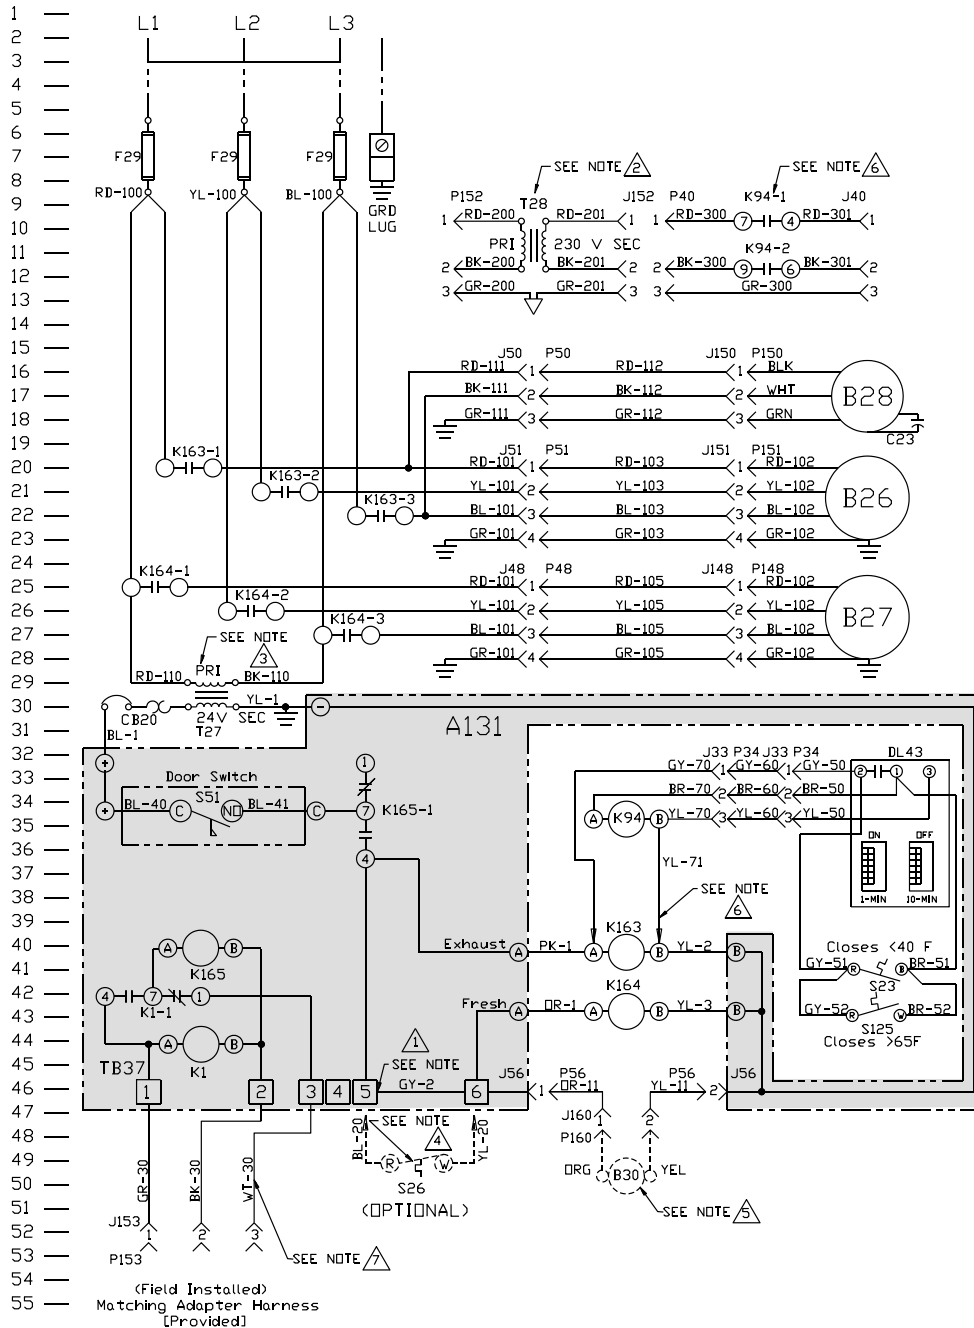 1
2
3
4
5
6
7
8
9
10
11
12
13
14
15
16
17
18
19
20
21
22
23
24
25
26
27
28
29
30
31
32
33
34
35
36
37
38
39
40
41
42
43
44
45
46
47
48
49
50
51
52
53
54
55
L1 L2 L3
F29 F29 F29
RD-100 YL-100 BL-100
GRD
LUG
SEE NOTE 2
P152 T28 J152
1 RD-200 RD-201 1
PRI 230 V SEC
2 BK-200 BK-201 2
3 GR-200 GR-201 3
SEE NOTE 6
P40 K94-1 J40
1 RD-300 7 4 RD-301 1
K94-2
2 BK-300 9 6 BK-301 2
3 GR-300 3
J50 P50 J150 P150
RD-111 1 RD-112 1 BLK
BK-111 2 BK-112 2 WHT
GR-111 3 GR-112 3 GRN
B28
C23
K163-1
K163-2
K163-3
J51 P51 J151 P151
RD-101 1 RD-103 1 RD-102
YL-101 2 YL-103 2 YL-102
BL-101 3 BL-103 3 BL-102
GR-101 4 GR-103 4 GR-102
B26
K164-1
K164-2
K164-3
J48 P48 J148 P148
RD-101 1 RD-105 1 RD-102
YL-101 2 YL-105 2 YL-102
BL-101 3 BL-105 3 BL-102
GR-101 4 GR-105 4 GR-102
B27
SEE NOTE
3
PRI
RD-110 BK-110
YL-1
CB20 24V SEC
T27
BL-1
-
A131
+
+
Door Switch
S51
BL-40 C NO BL-41 C
1
7 K165-1
4
J33 P34 J33 P34 DL43
GY-70 1 GY-60 1 GY-50 2 1 3
BR-70 2 BR-60 2 BR-50
A K94 B YL-70 3 YL-60 3 YL-50
ON OFF
1-MIN 10-MIN
YL-71
SEE NOTE
6
K163
Exhaust A PK-1 A B YL-2 B
K164
Fresh A OR-1 A B YL-3 B
Closes <40 F
GY-51 R B BR-51
S23
GY-52 R W BR-52
S125
Closes >65F
A B
K165
4 7 1
K1-1
A B
K1
TB37
1 2 3 4 5 6
1
SEE NOTE
GY-2
J56 P56 P56 J56
1 OR-11 YL-11 2
BL-20 SEE NOTE YL-20
4
R W
S26
(OPTIONAL)
J160 1 2
P160
ORG B30 YEL
SEE NOTE 5
GR-30 BK-30 WT-30
J153
1 2 3
P153
SEE NOTE 7
(Field Installed)
Matching Adapter Harness
[Provided]